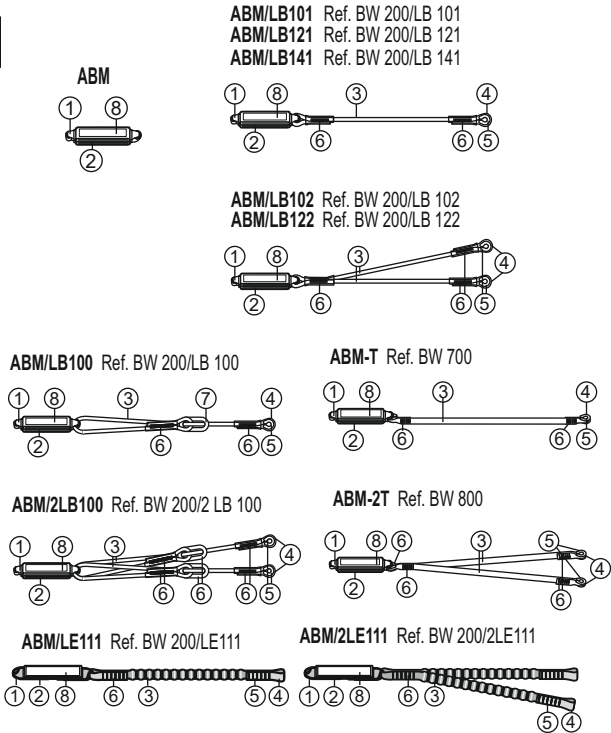 ABM/LB101 Ref. BW 200/LB 101
ABM/LB121 Ref. BW 200/LB 121
ABM/LB141 Ref. BW 200/LB 141
ABM
1 8
2
1 8 3 4
2 6 6 5
ABM/LB102 Ref. BW 200/LB 102
ABM/LB122 Ref. BW 200/LB 122
1 8 3 4
2 6 6 5
ABM/LB100 Ref. BW 200/LB 100
1 8 3 7 4
2 6 6 5
ABM-T Ref. BW 700
1 8 3 4
2 6 6 5
ABM/2LB100 Ref. BW 200/2 LB 100
1 8 3 4
2 6 6 6 5
ABM-2T Ref. BW 800
1 8 6 3 5 4
2 6 6
ABM/LE111 Ref. BW 200/LE111
1 2 8 6 3 5 4
ABM/2LE111 Ref. BW 200/2LE111
1 2 8 6 3 5 4